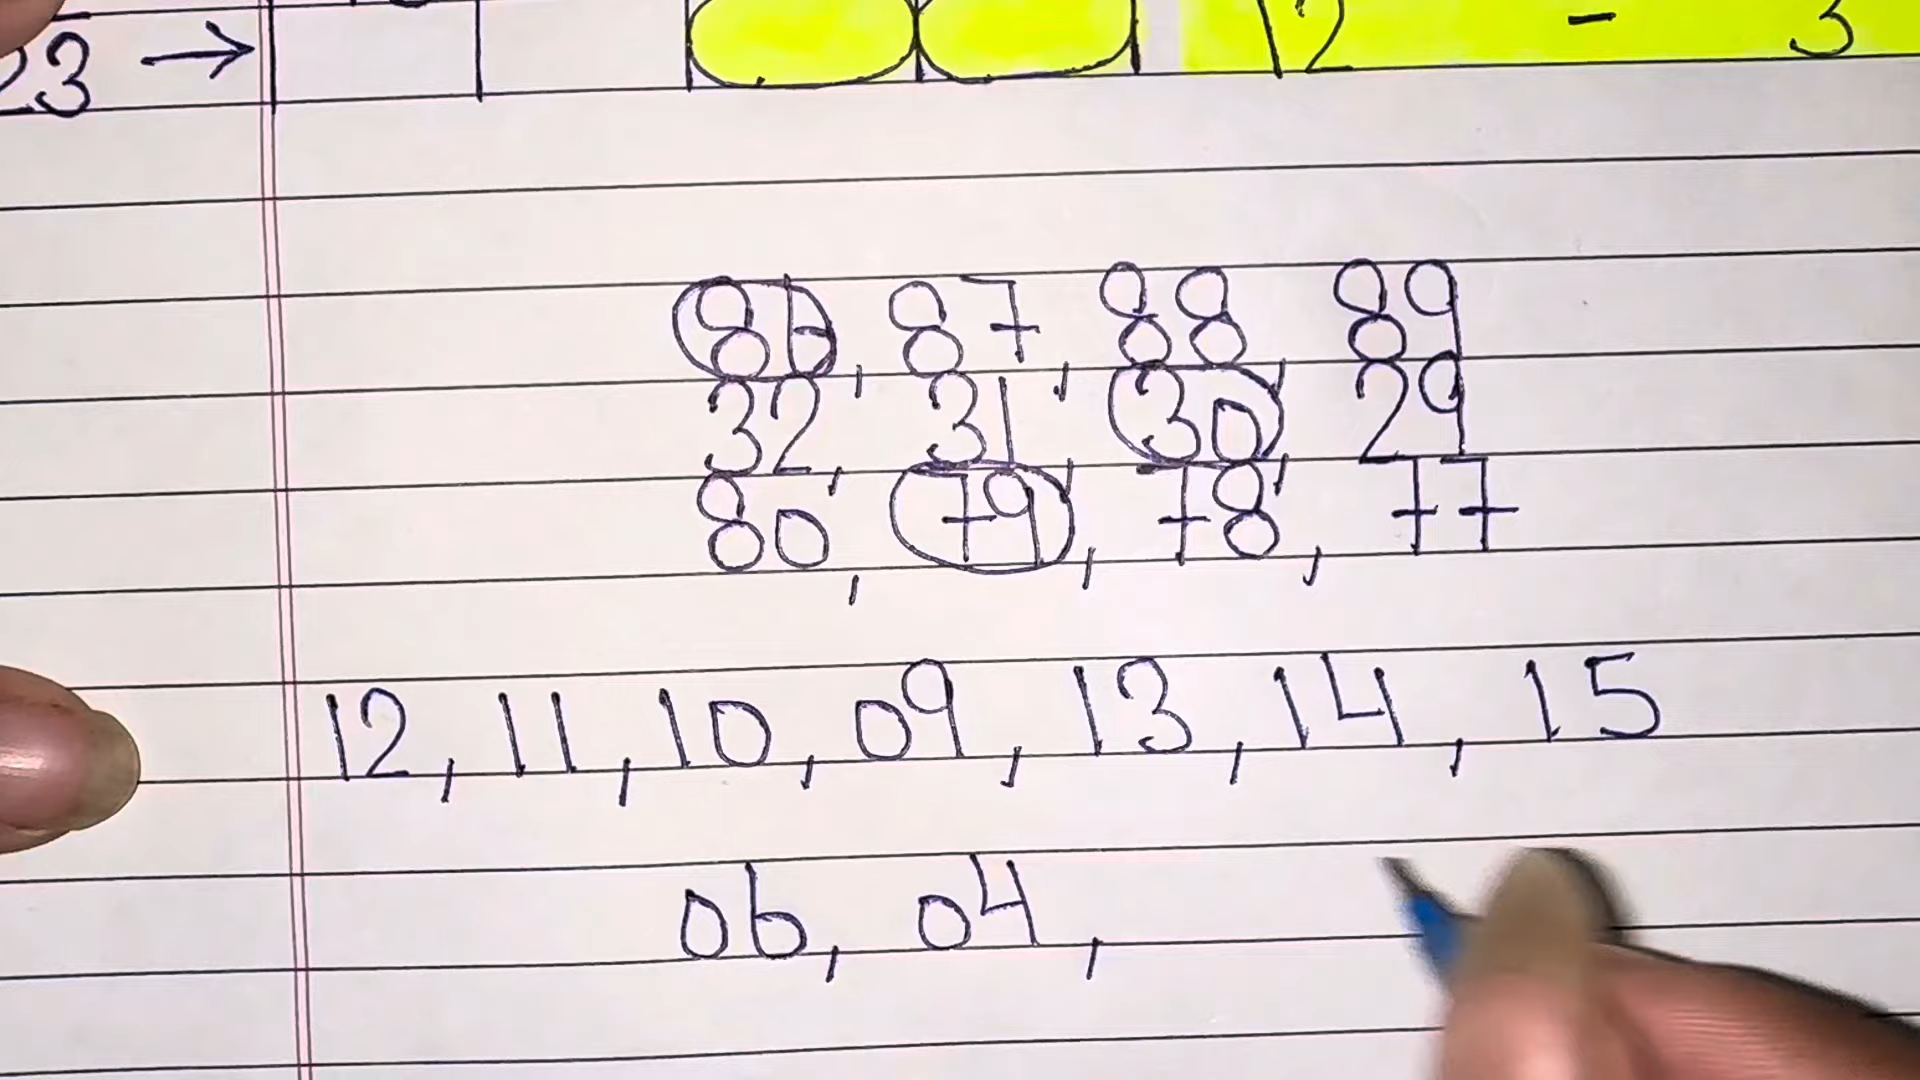 23 → 12 - 3
86, 87, 88, 89
32, 31, 30, 29
80, 79, 78, 77
12, 11, 10, 09, 13, 14, 15
06, 04,